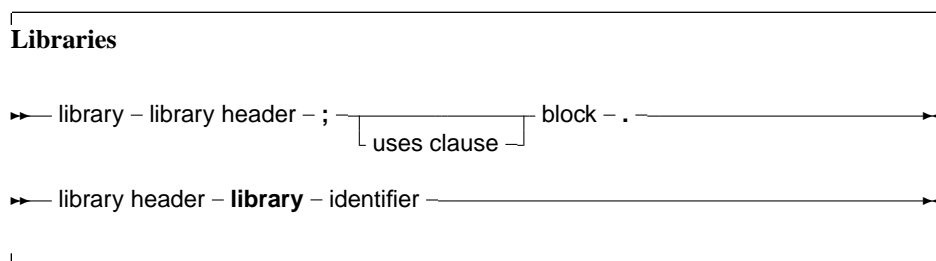 Libraries
library – library header – ; – block – . –
uses clause –
library header – library – identifier –